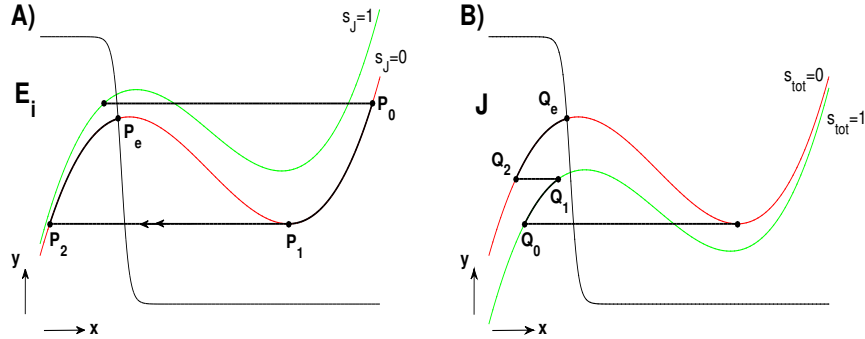 A)
s_J=1
s_J=0
E_i
P_0
P_e
P_2
P_1
y
x
B)
s_tot=0
s_tot=1
J
Q_e
Q_2
Q_1
Q_0
y
x